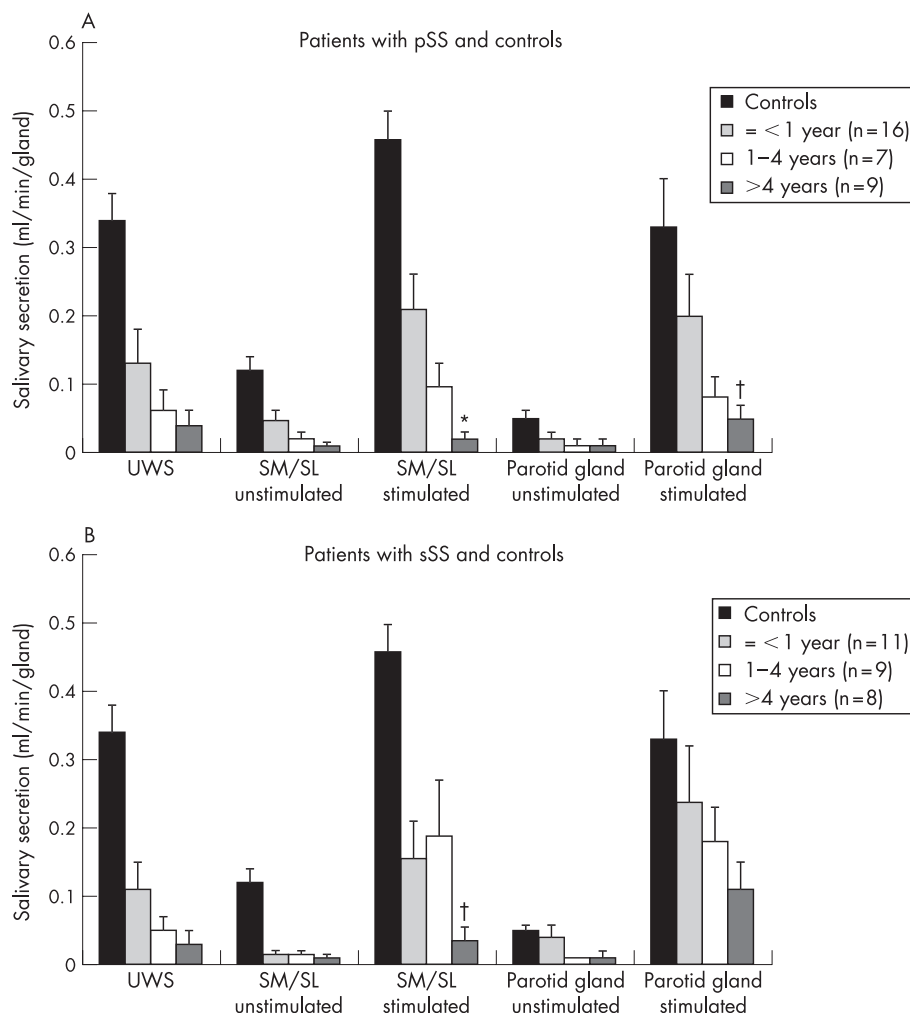 A
Patients with pSS and controls
0.6
0.5
0.4
0.3
0.2
0.1
0
Salivary secretion (ml/min/gland)
Controls
= <1 year (n=16)
1–4 years (n=7)
>4 years (n=9)
*
†
UWS
SM/SL
unstimulated
SM/SL
stimulated
Parotid gland
unstimulated
Parotid gland
stimulated
B
Patients with sSS and controls
0.6
0.5
0.4
0.3
0.2
0.1
0
Salivary secretion (ml/min/gland)
Controls
= <1 year (n=11)
1–4 years (n=9)
>4 years (n=8)
†
UWS
SM/SL
unstimulated
SM/SL
stimulated
Parotid gland
unstimulated
Parotid gland
stimulated